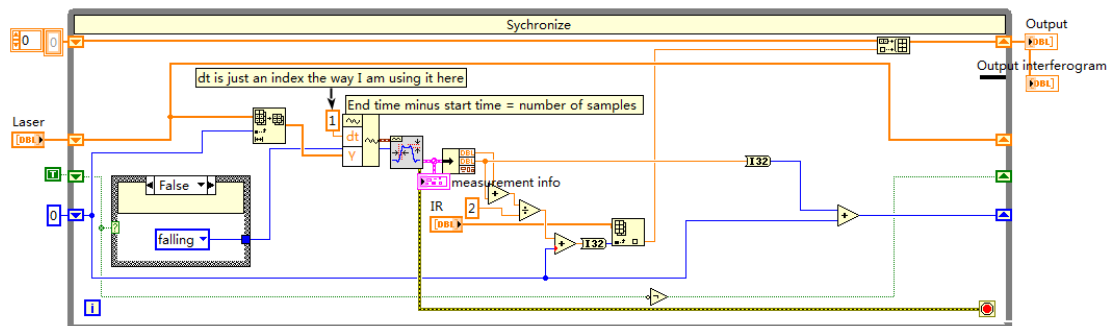 Sychronize
0
0
Output
DBL
Output interferogram
DBL
dt is just an index the way I am using it here
End time minus start time = number of samples
1
dt
Y
Laser
DBL
T
False
?
0
falling
DBL
DBL
measurement info
IR
DBL
2
I32
I32
i